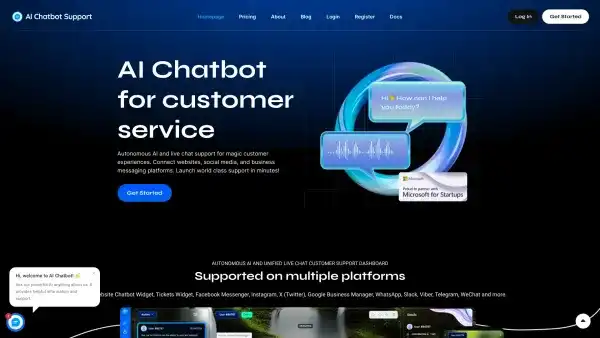 AI Chatbot Support
Homepage Pricing About Blog Login Register Docs
Log In
Get Started
AI Chatbot
for customer
service
Autonomous AI and live chat support for magic customer
experiences. Connect websites, social media, and business
messaging platforms. Launch world class support in minutes!
Get Started
Hi 👋 How can I help
you today?
Microsoft
Proud to partner with
Microsoft for Startups
AUTONOMOUS AI AND UNIFIED LIVE CHAT CUSTOMER SUPPORT DASHBOARD
Supported on multiple platforms
Chatbot Widget, Tickets Widget, Facebook Messenger, Instagram, X (Twitter), Google Business Manager, WhatsApp, Slack, Viber, Telegram, WeChat and more.
Hi, welcome to AI Chatbot! ⚡